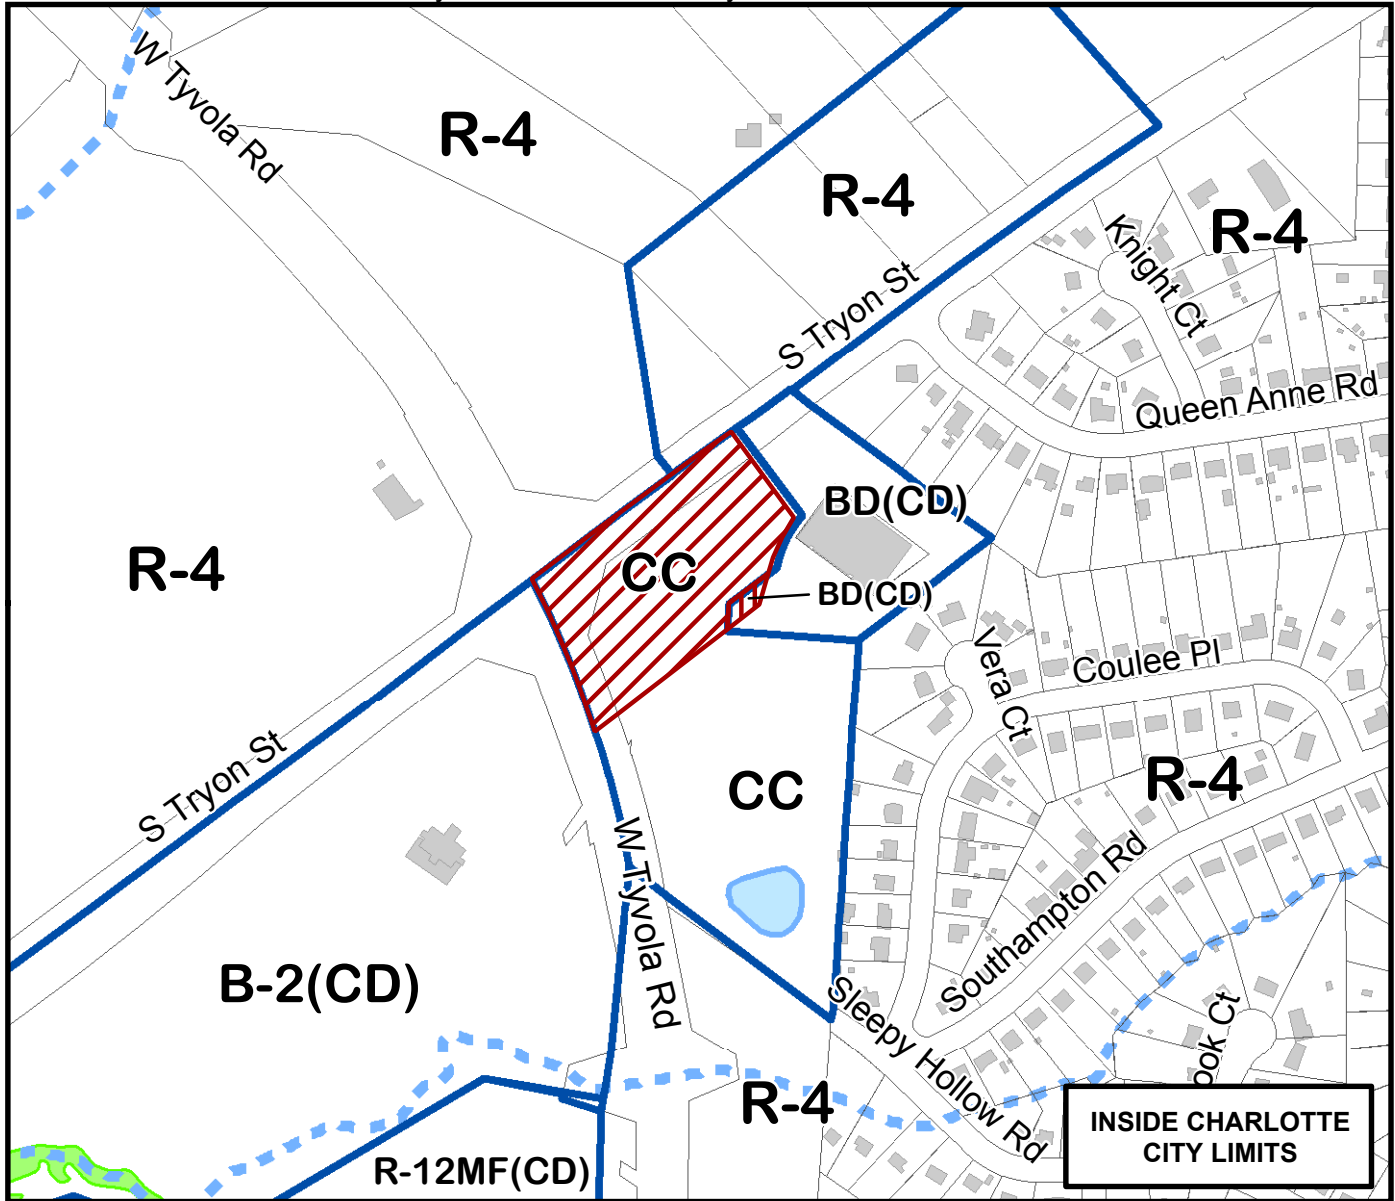 W Tyvola Rd
R-4
R-4
R-4
Knight Ct
S Tryon St
Queen Anne Rd
BD(CD)
R-4
CC
BD(CD)
Vera Ct
Coulee Pl
S Tryon St
CC
R-4
W Tyvola Rd
Southampton Rd
B-2(CD)
Sleepy Hollow Rd
ook Ct
R-4
R-12MF(CD)
INSIDE CHARLOTTE
CITY LIMITS